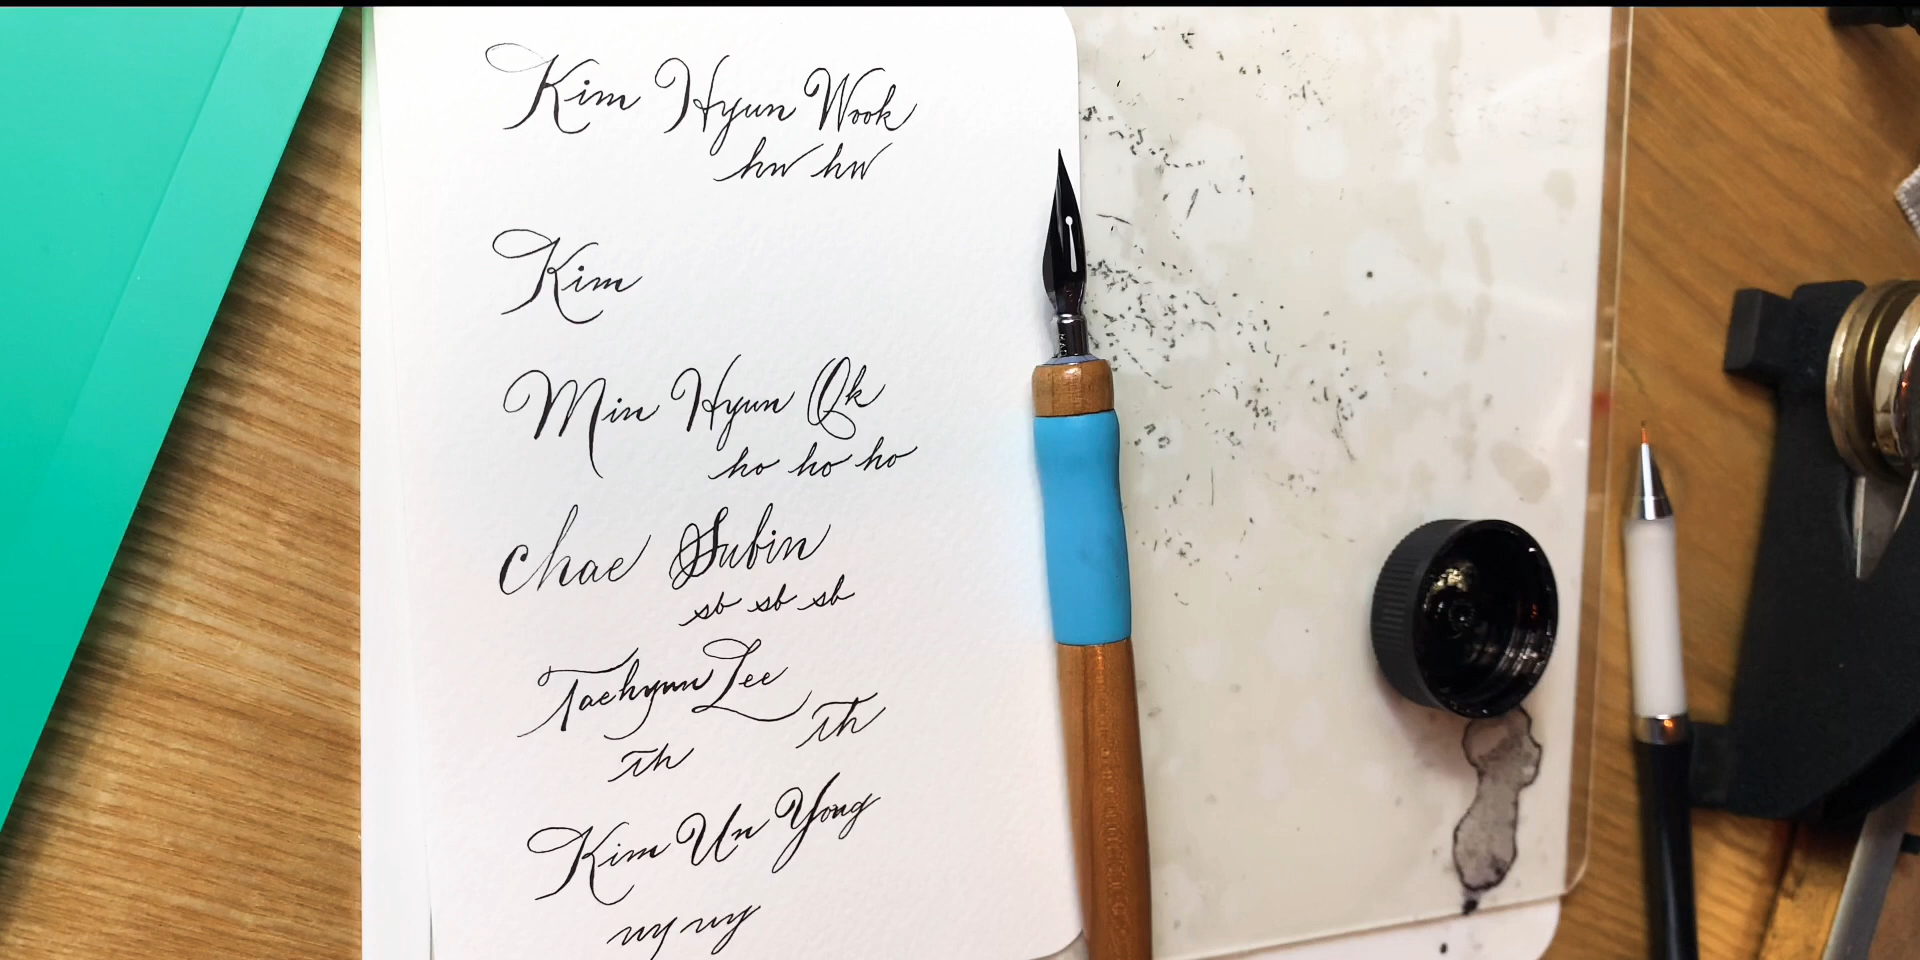 Kim Hyun Wook
hw hw
Kim
Min Hyun Ok
ho ho ho
Chae Subin
sb sb sb
Taehyun Lee
th
th
Kim Un Yong
uy uy